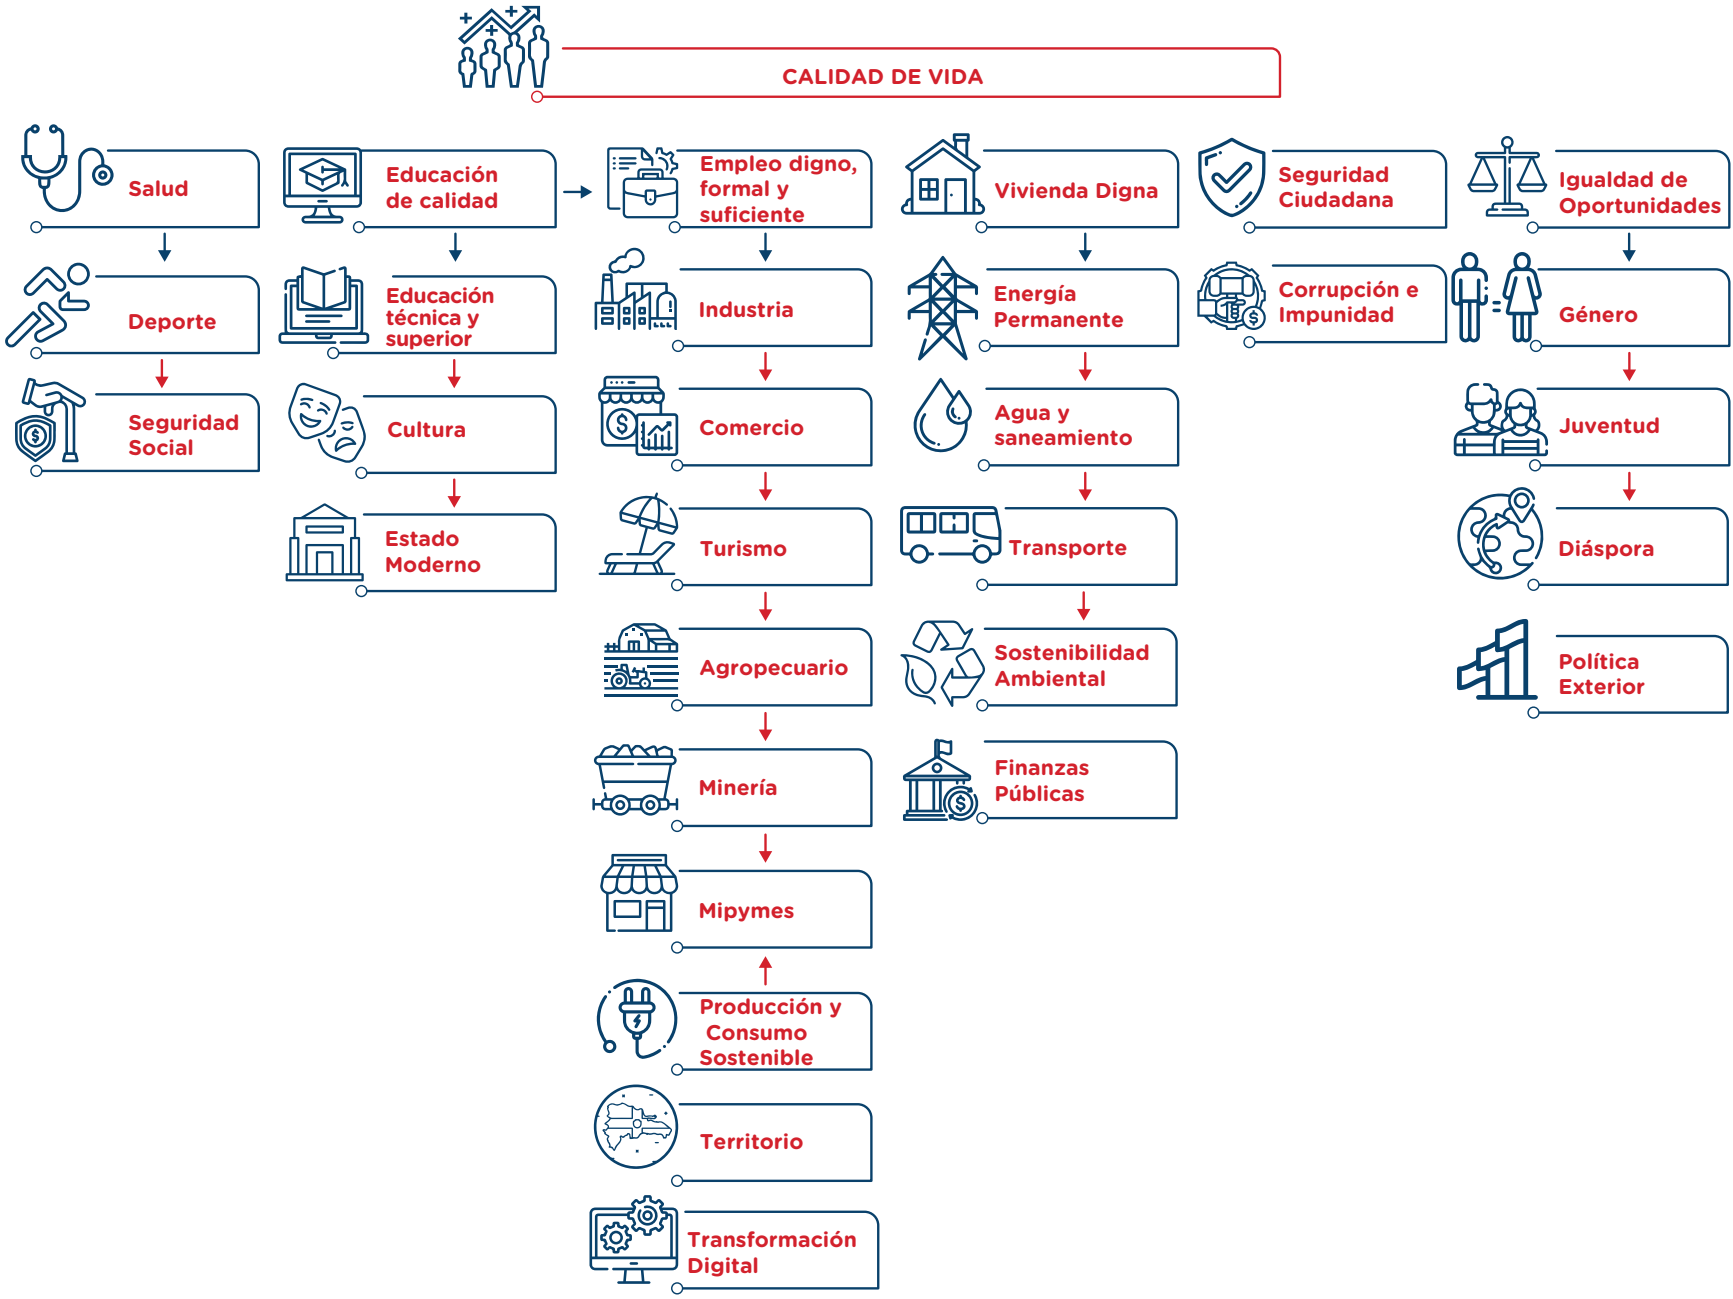 CALIDAD DE VIDA
Salud
Deporte
Seguridad
Social
Educación
de calidad
Educación
técnica y
superior
Cultura
Estado
Moderno
Empleo digno,
formal y
suficiente
Industria
Comercio
Turismo
Agropecuario
Minería
Mipymes
Producción y
Consumo
Sostenible
Territorio
Transformación
Digital
Vivienda Digna
Energía
Permanente
Agua y
saneamiento
Transporte
Sostenibilidad
Ambiental
Finanzas
Públicas
Seguridad
Ciudadana
Corrupción e
Impunidad
Igualdad de
Oportunidades
Género
Juventud
Diáspora
Política
Exterior